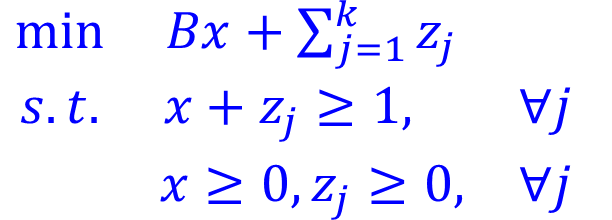 min Bx + ∑_{j=1}^{k} z_j
s.t. x + z_j ≥ 1, ∀j
x ≥ 0, z_j ≥ 0, ∀j